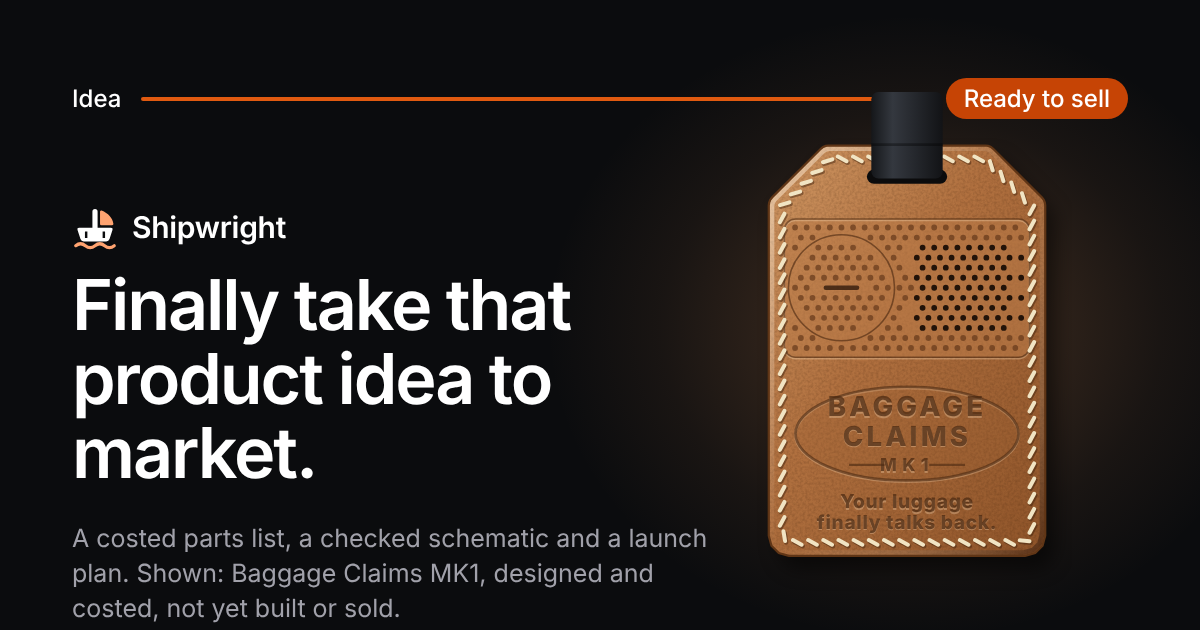 Idea
Ready to sell
Shipwright
Finally take that
product idea to
market.
A costed parts list, a checked schematic and a launch
plan. Shown: Baggage Claims MK1, designed and
costed, not yet built or sold.
BAGGAGE
CLAIMS
MK1
Your luggage
finally talks back.